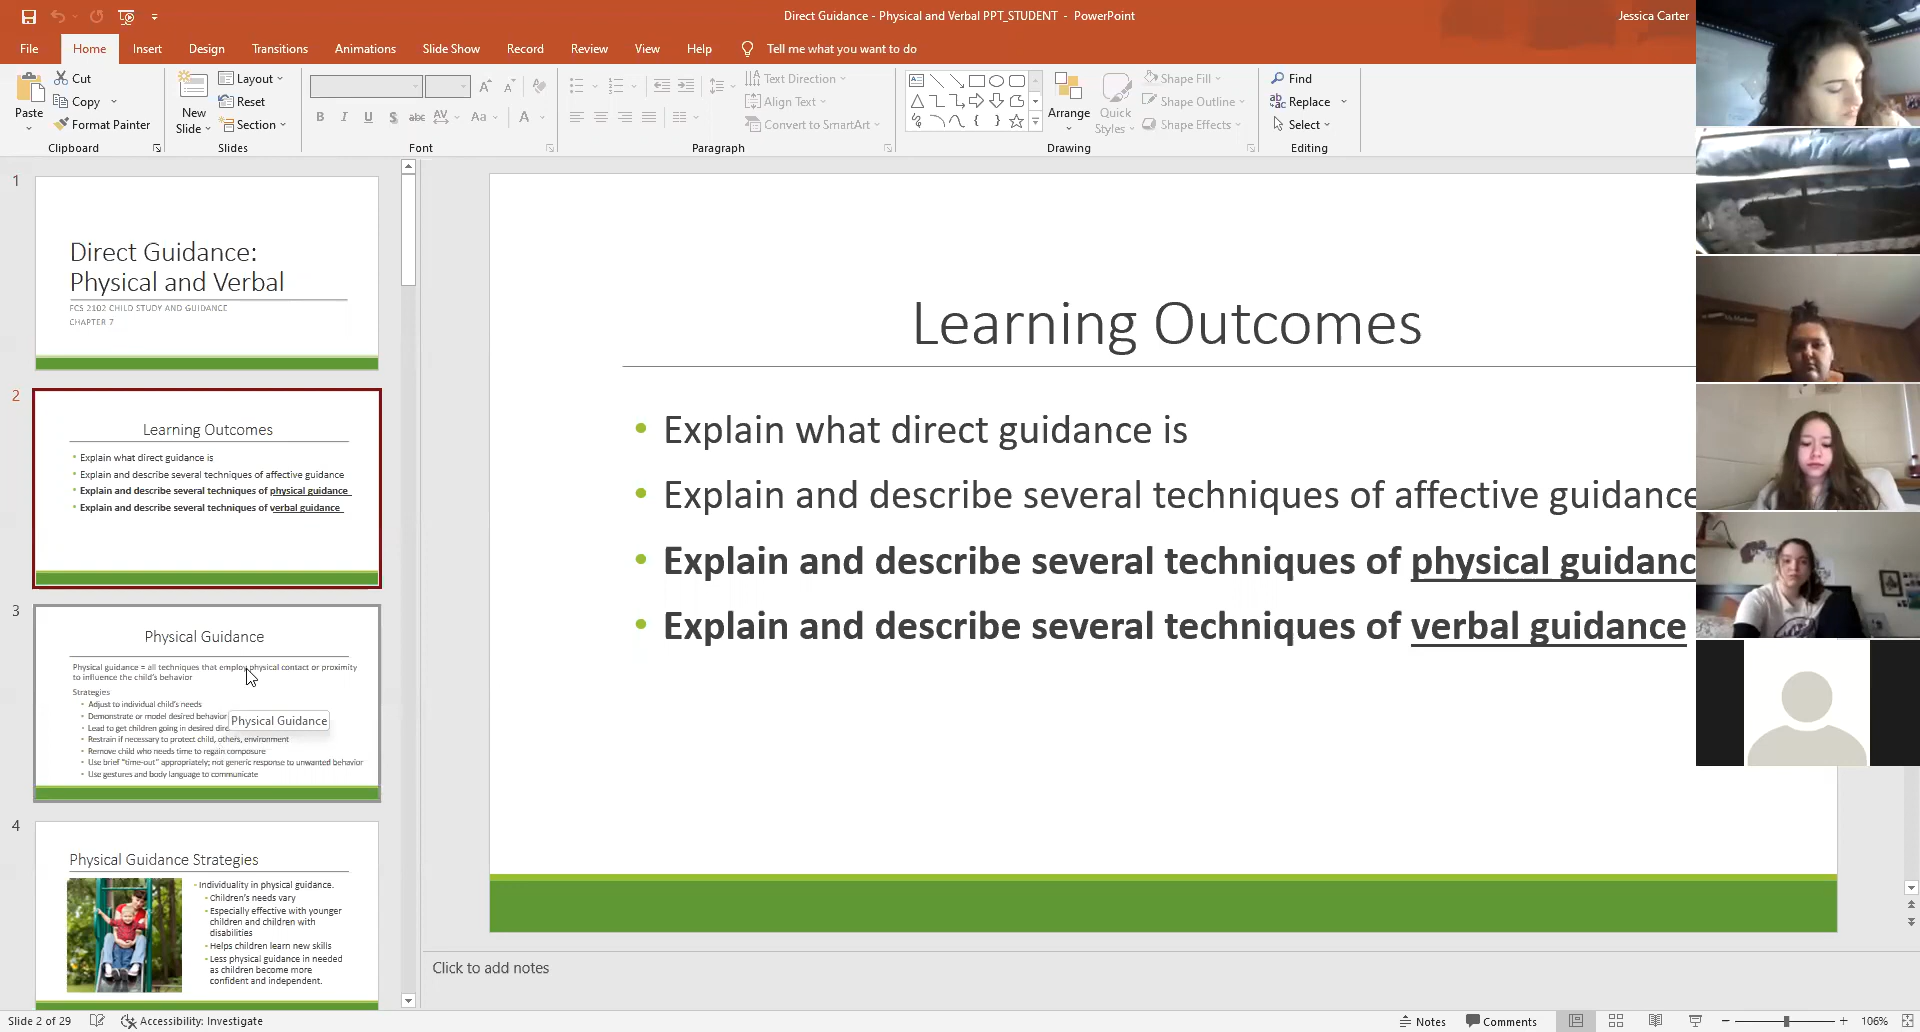 Direct Guidance - Physical and Verbal PPT_STUDENT - PowerPoint
Jessica Carter
File Home Insert Design Transitions Animations Slide Show Record Review View Help Tell me what you want to do
Paste
Cut
Copy
Format Painter
Clipboard
New
Slide
Layout
Reset
Section
Slides
B I U S abc AV Aa A
Font
Text Direction
Align Text
Convert to SmartArt
Paragraph
Arrange
Quick
Styles
Shape Fill
Shape Outline
Shape Effects
Drawing
Find
Replace
Select
Editing
1
Direct Guidance:
Physical and Verbal
FCS 2102 CHILD STUDY AND GUIDANCE
CHAPTER 7
2
Learning Outcomes
• Explain what direct guidance is
• Explain and describe several techniques of affective guidance
• Explain and describe several techniques of physical guidance
• Explain and describe several techniques of verbal guidance
3
Physical Guidance
Physical guidance = all techniques that employ physical contact or proximity
to influence the child's behavior
Strategies
• Adjust to individual child's needs
• Demonstrate or model desired behavior
• Lead to get children going in desired
• Restrain if necessary to protect child, others, environment
• Remove child who needs time to regain composure
• Use brief "time-out" appropriately; not generic response to unwanted behavior
• Use gestures and body language to communicate
Physical Guidance
4
Physical Guidance Strategies
• Individuality in physical guidance.
• Children's needs vary
• Especially effective with younger
children and children with
disabilities
• Helps children learn new skills
• Less physical guidance in needed
as children become more
confident and independent.
Learning Outcomes
• Explain what direct guidance is
• Explain and describe several techniques of affective guidance
• Explain and describe several techniques of physical guidanc
• Explain and describe several techniques of verbal guidance
Click to add notes
Slide 2 of 29
Accessibility: Investigate
Notes
Comments
106%